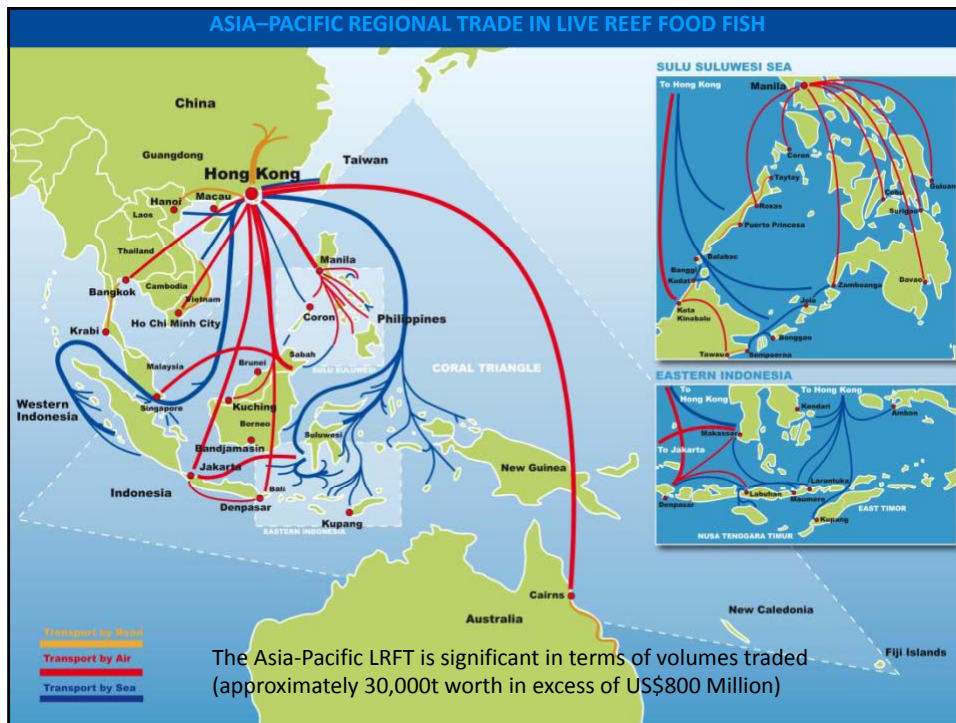 ASIA–PACIFIC REGIONAL TRADE IN LIVE REEF FOOD FISH
China
Guangdong
Hong Kong
Taiwan
Hanoi
Macau
Laos
Thailand
Manila
Bangkok
Cambodia
Vietnam
Coron
Philippines
Ho Chi Minh City
Krabi
Sabah
SULU SULUWESI
Malaysia
Brunei
CORAL TRIANGLE
Western
Indonesia
Singapore
Kuching
Borneo
Suluwesi
Bandjamasin
Jakarta
New Guinea
Indonesia
Bali
Denpasar
Kupang
EASTERN INDONESIA
Cairns
Australia
New Caledonia
Fiji Islands
SULU SULUWESI SEA
To Hong Kong
Manila
Coron
Taytay
Roxas
Cebu
Guluan
Surigao
Puerto Princesa
Balabac
Banggi
Kudat
Zamboanga
Davao
Jolo
Kota
Kinabalu
Bonggao
Tawau
Sempaerna
EASTERN INDONESIA
To
Hong Kong
To Hong Kong
Kendari
Ambon
Makassar
To Jakarta
Larantuka
Labuhan
Maumere
Denpasar
EAST TIMOR
Kupang
NUSA TENGGARA TIMUR
Transport by Road
Transport by Air
Transport by Sea
The Asia-Pacific LRFT is significant in terms of volumes traded
(approximately 30,000t worth in excess of US$800 Million)